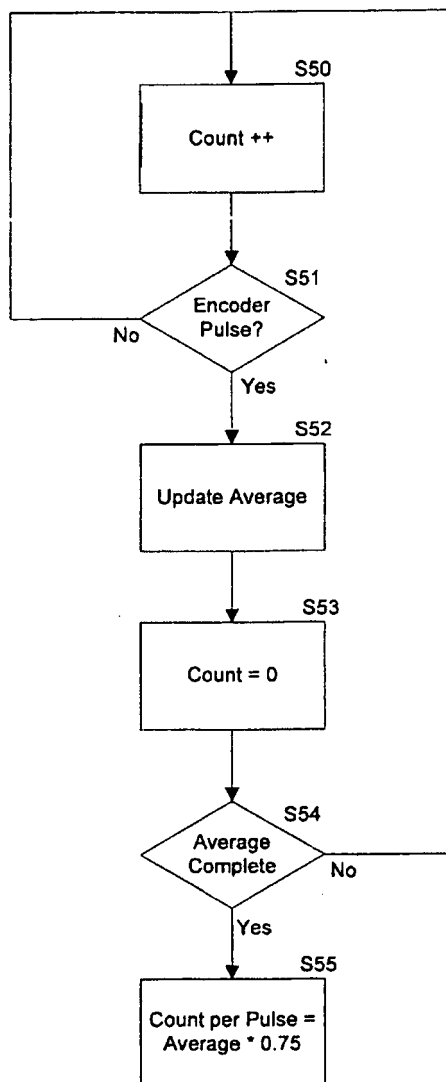 S50
Count ++
S51
Encoder
Pulse?
No
Yes
S52
Update Average
S53
Count = 0
S54
Average
Complete
No
Yes
S55
Count per Pulse =
Average * 0.75